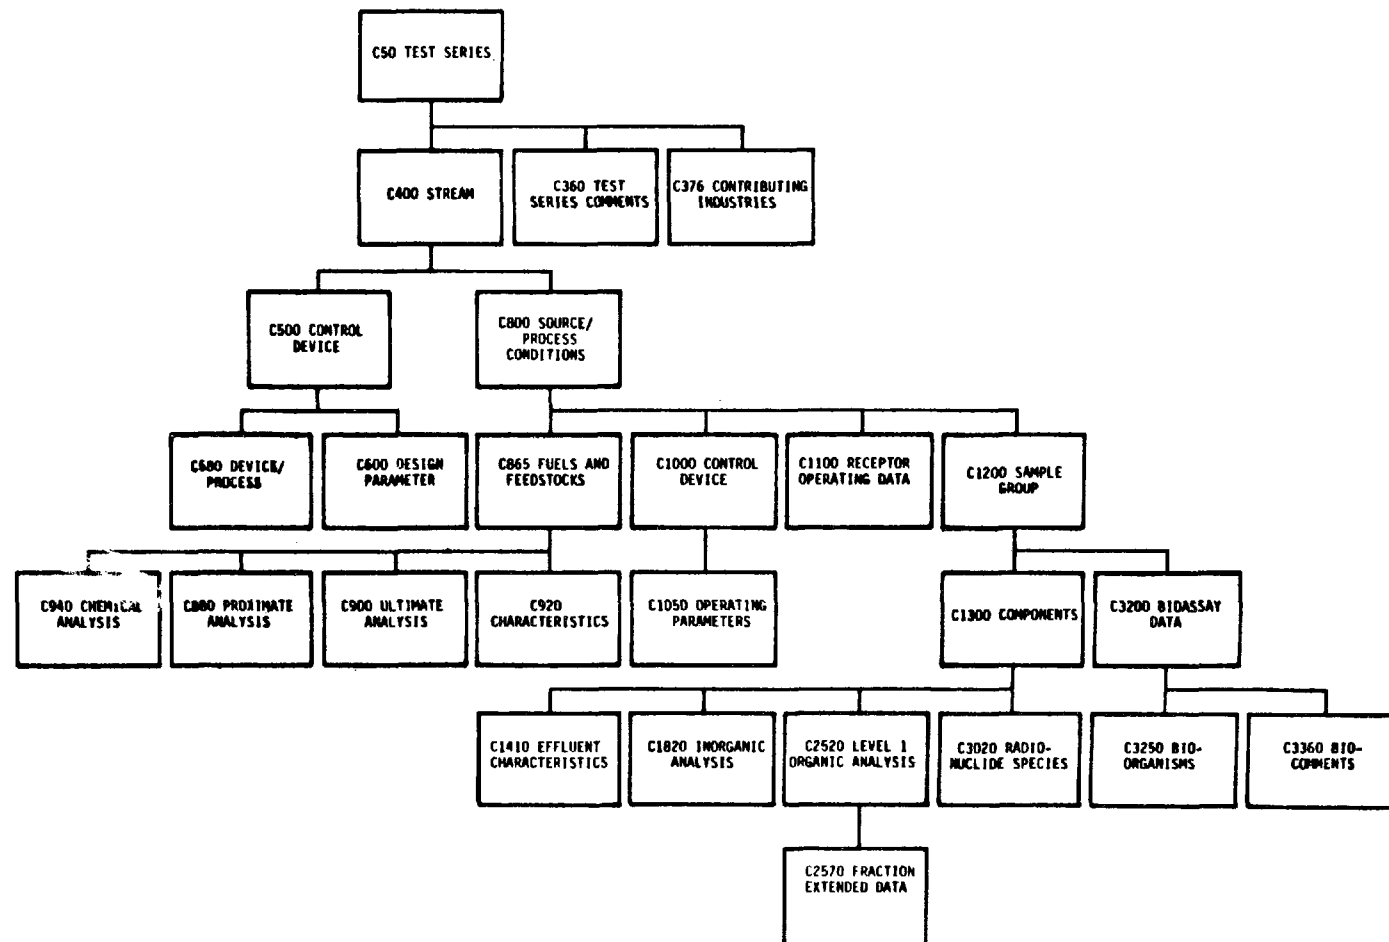 C50 TEST SERIES
C400 STREAM
C360 TEST
SERIES COMMENTS
C376 CONTRIBUTING
INDUSTRIES
C500 CONTROL
DEVICE
C800 SOURCE/
PROCESS
CONDITIONS
C680 DEVICE/
PROCESS
C600 DESIGN
PARAMETER
C865 FUELS AND
FEEDSTOCKS
C1000 CONTROL
DEVICE
C1100 RECEPTOR
OPERATING DATA
C1200 SAMPLE
GROUP
C940 CHEMICAL
ANALYSIS
C880 PROXIMATE
ANALYSIS
C900 ULTIMATE
ANALYSIS
C920
CHARACTERISTICS
C1050 OPERATING
PARAMETERS
C1300 COMPONENTS
C3200 BIOASSAY
DATA
C1410 EFFLUENT
CHARACTERISTICS
C1820 INORGANIC
ANALYSIS
C2520 LEVEL 1
ORGANIC ANALYSIS
C3020 RADIO-
NUCLIDE SPECIES
C3250 BIO-
ORGANISMS
C3360 BIO-
COMMENTS
C2570 FRACTION
EXTENDED DATA